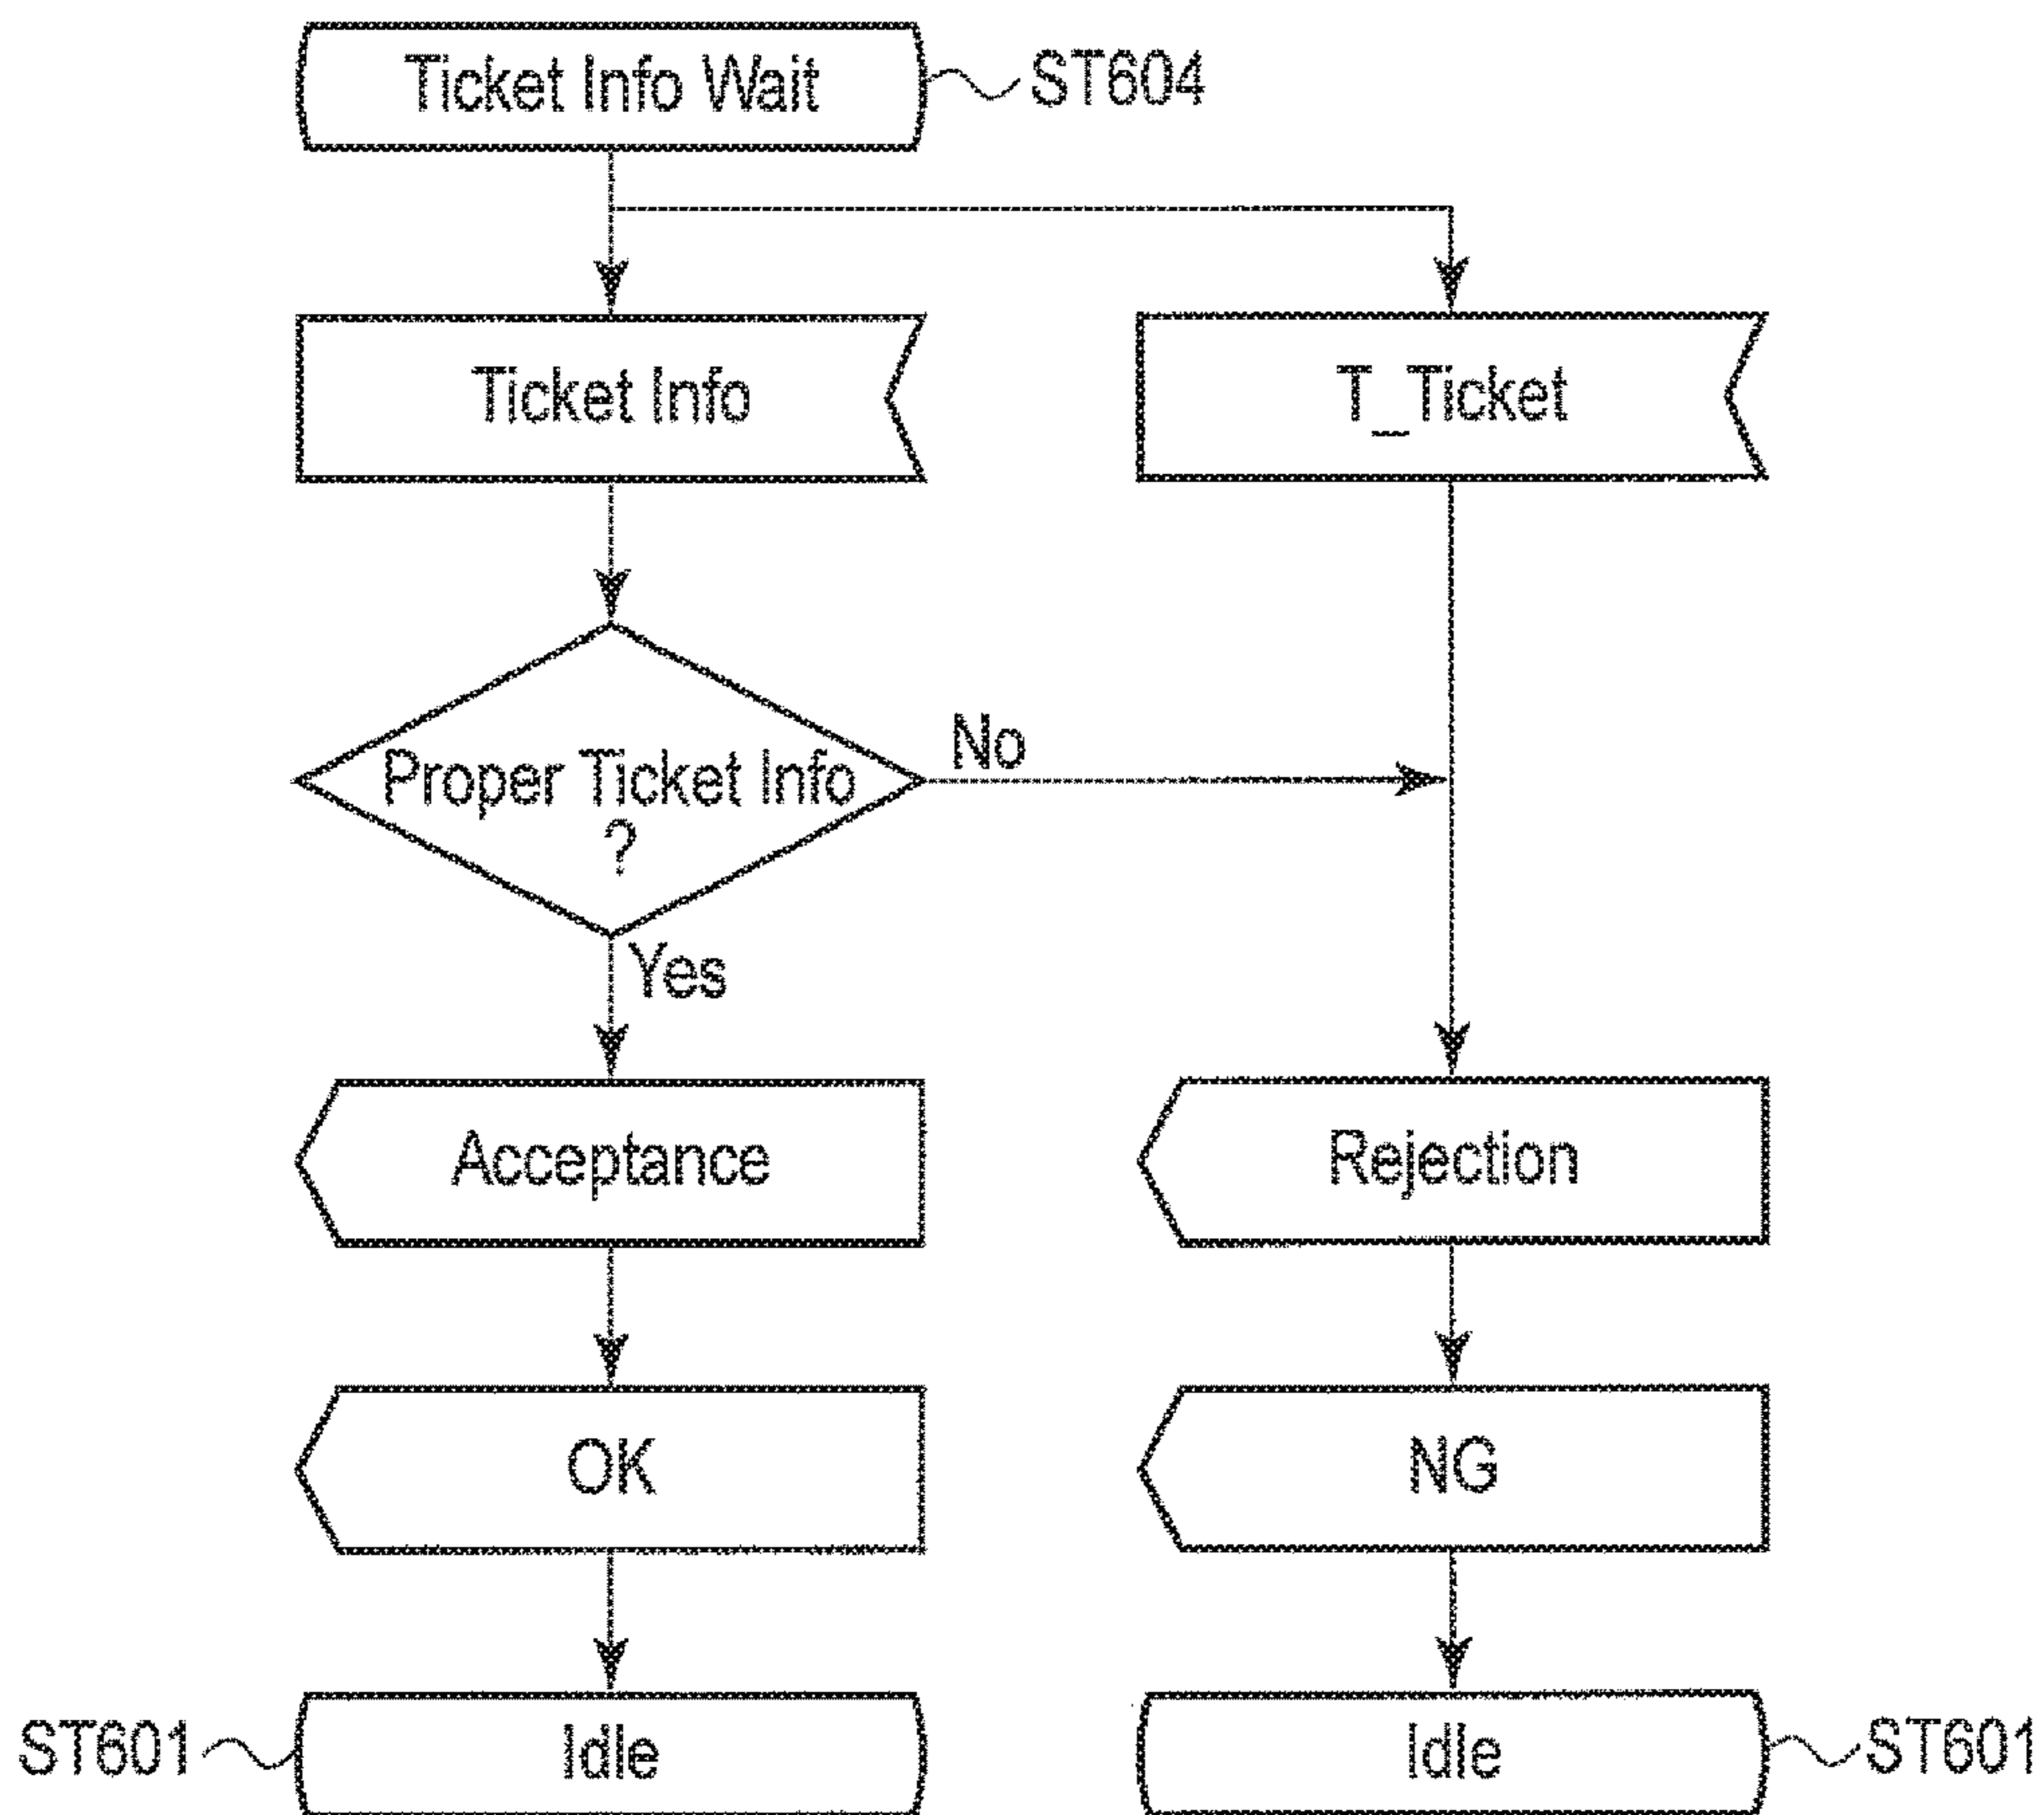 Ticket Info Wait
ST604
Ticket Info
T_Ticket
Proper Ticket Info
?
No
Yes
Acceptance
Rejection
OK
NG
ST601
Idle
Idle
ST601